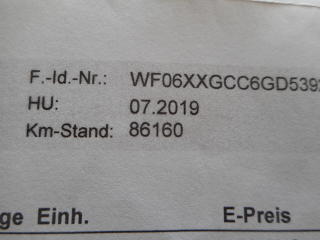 F.-Id.-Nr.: WF06XXGCC6GD539
HU: 07.2019
Km-Stand: 86160
ge Einh. E-Preis